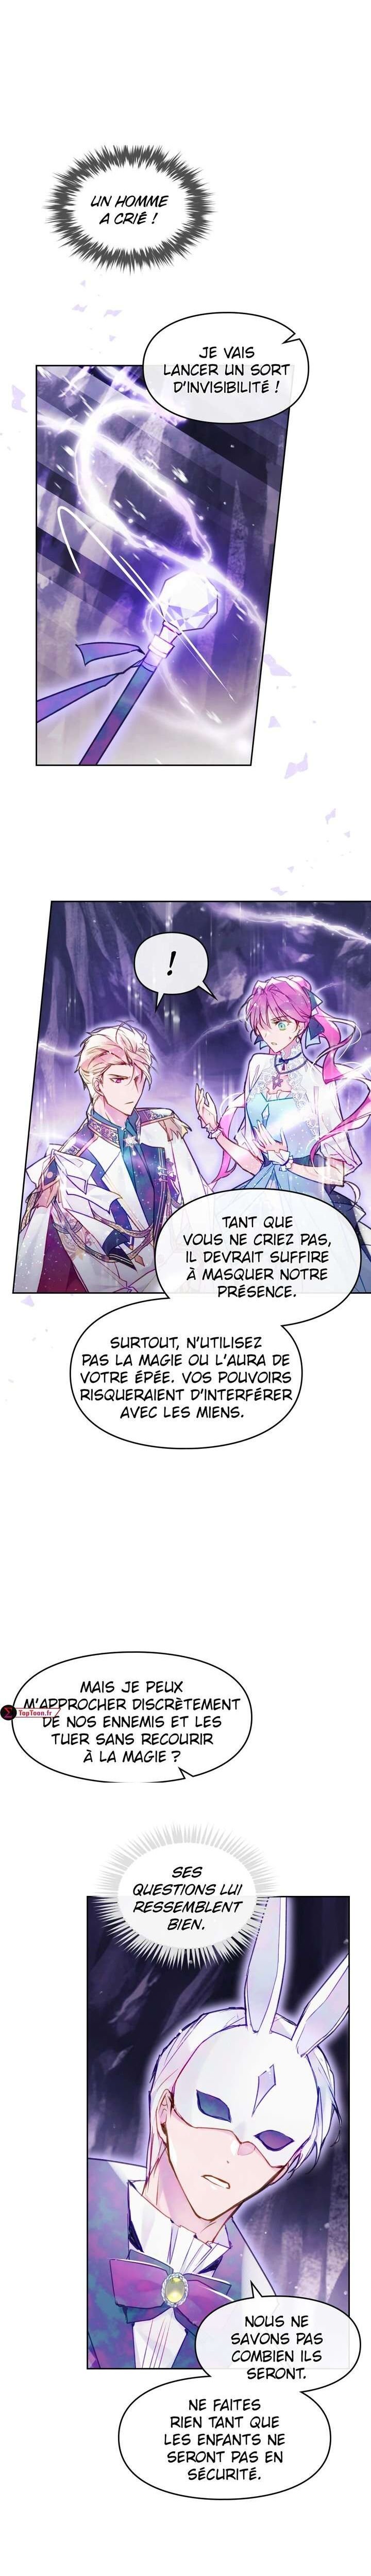 UN HOMME
A CRIÉ !
JE VAIS
LANCER UN SORT
D'INVISIBILITÉ !
!
TANT QUE
VOUS NE CRIEZ PAS,
IL DEVRAIT SUFFIRE
À MASQUER NOTRE
PRÉSENCE.
SURTOUT, N'UTILISEZ
PAS LA MAGIE OU L'AURA DE
VOTRE ÉPÉE. VOS POUVOIRS
RISQUERAIENT D'INTERFÉRER
AVEC LES MIENS.
MAIS JE PEUX
M'APPROCHER DISCRÈTEMENT
TopToon.fr
DE NOS ENNEMIS ET LES
TUER SANS RECOURIR
À LA MAGIE ?
SES
QUESTIONS LUI
RESSEMBLENT
BIEN.
NOUS NE
SAVONS PAS
COMBIEN ILS
SERONT.
NE FAITES
RIEN TANT QUE
LES ENFANTS NE
SERONT PAS EN
SÉCURITÉ.